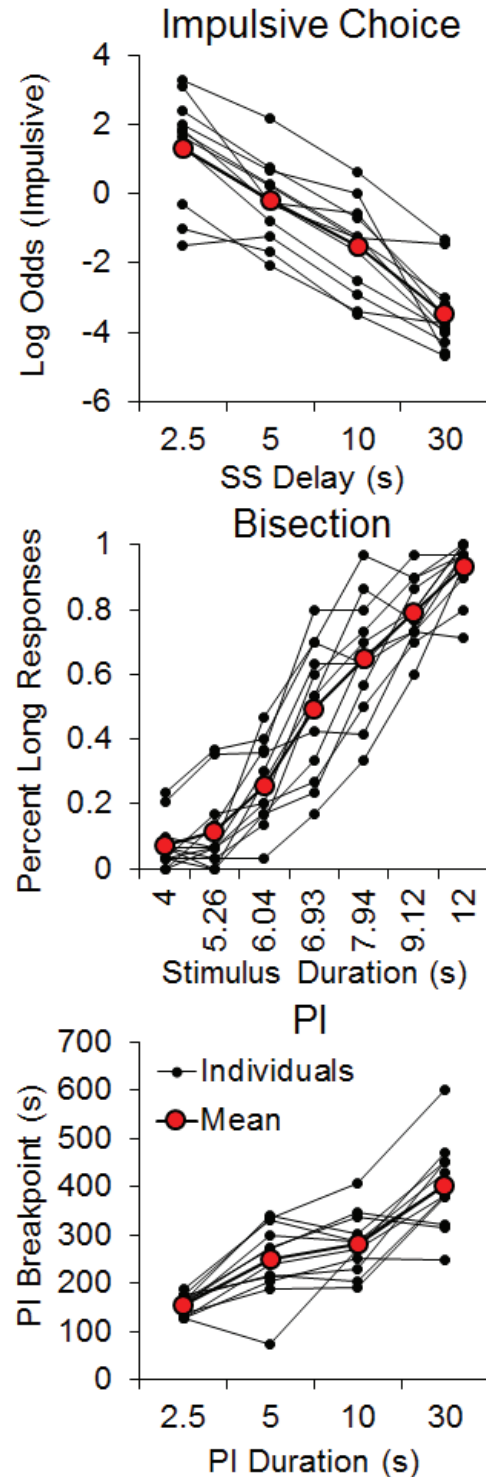 Impulsive Choice
Log Odds (Impulsive)
4
2
0
-2
-4
-6
2.5 5 10 30
SS Delay (s)
Bisection
Percent Long Responses
1
0.8
0.6
0.4
0.2
0
4 5.26 6.04 6.93 7.94 9.12 12
Stimulus Duration (s)
PI
PI Breakpoint (s)
700
600
500
400
300
200
100
0
Individuals
Mean
2.5 5 10 30
PI Duration (s)